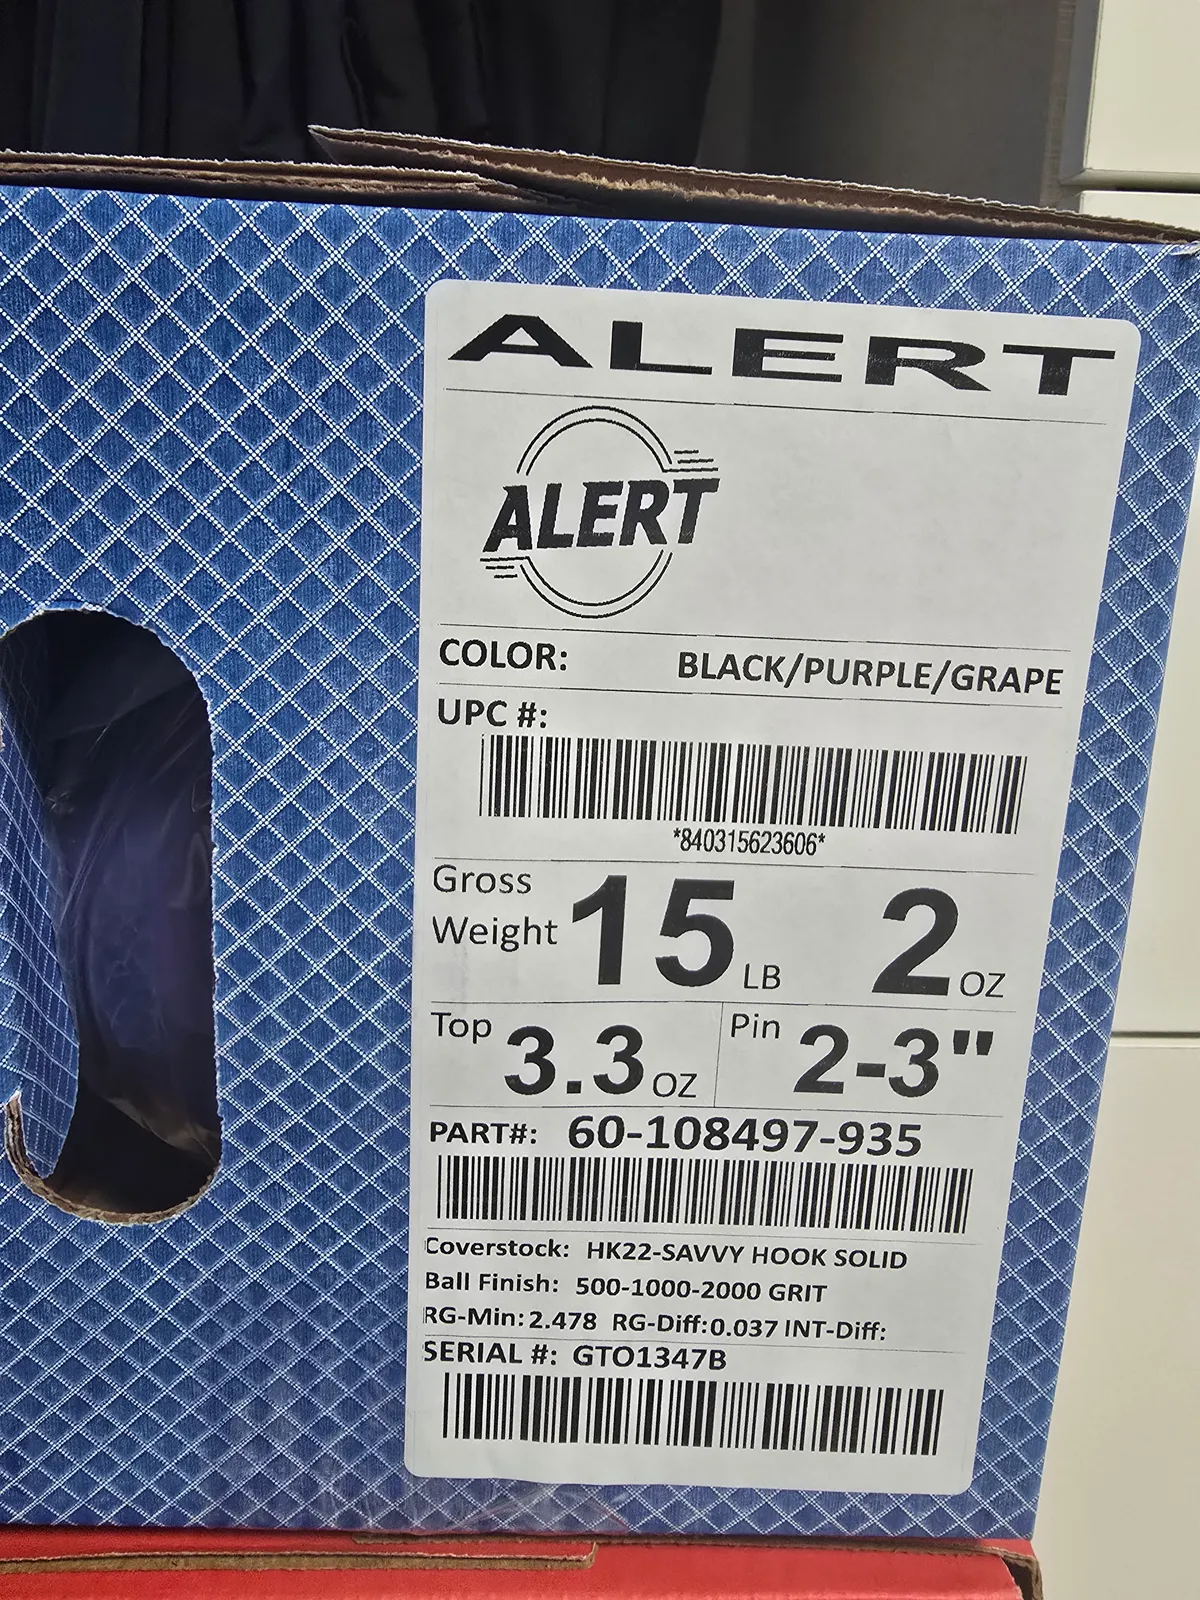 ALERT
ALERT
COLOR: BLACK/PURPLE/GRAPE
UPC #:
*840315623606*
Gross Weight 15 LB 2 OZ
Top 3.3 OZ Pin 2-3"
PART#: 60-108497-935
Coverstock: HK22-SAVVY HOOK SOLID
Ball Finish: 500-1000-2000 GRIT
RG-Min: 2.478 RG-Diff: 0.037 INT-Diff:
SERIAL #: GTO1347B